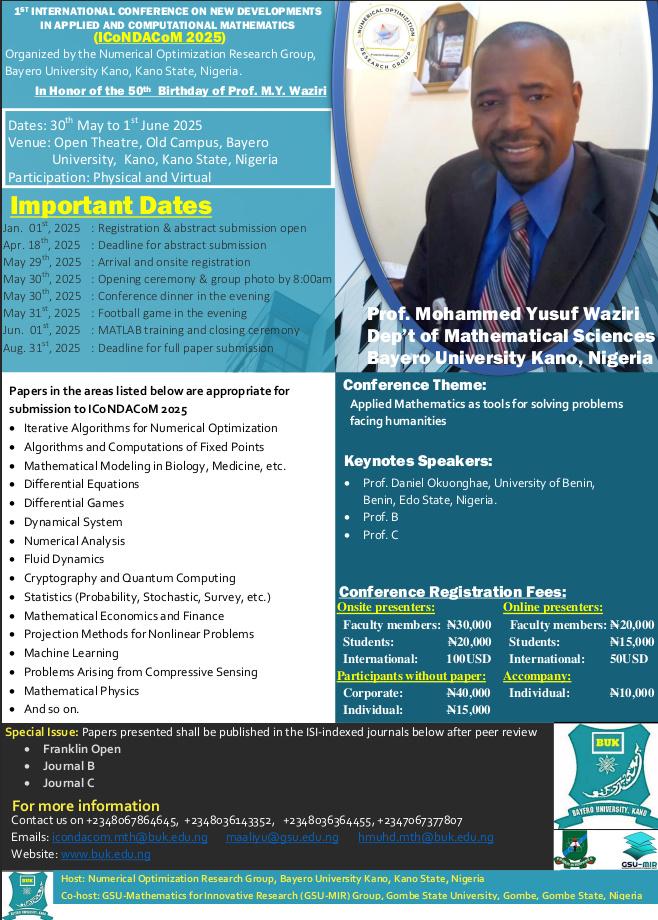 1ST INTERNATIONAL CONFERENCE ON NEW DEVELOPMENTS
IN APPLIED AND COMPUTATIONAL MATHEMATICS
(ICoNDACoM 2025)
Organized by the Numerical Optimization Research Group,
Bayero University Kano, Kano State, Nigeria.
In Honor of the 50th Birthday of Prof. M.Y. Waziri
NUMERICAL OPTIMIZITION
RESEARCH GROUP
Dates: 30th May to 1st June 2025
Venue: Open Theatre, Old Campus, Bayero
University, Kano, Kano State, Nigeria
Participation: Physical and Virtual
Important Dates
Jan. 01st, 2025 : Registration & abstract submission open
Apr. 18th, 2025 : Deadline for abstract submission
May 29th, 2025 : Arrival and onsite registration
May 30th, 2025 : Opening ceremony & group photo by 8:00am
May 30th, 2025 : Conference dinner in the evening
May 31st, 2025 : Football game in the evening
Jun. 01st, 2025 : MATLAB training and closing ceremony
Aug. 31st, 2025 : Deadline for full paper submission
Prof. Mohammed Yusuf Waziri
Dep't of Mathematical Sciences
Bayero University Kano, Nigeria
Papers in the areas listed below are appropriate for
submission to ICoNDACoM 2025
• Iterative Algorithms for Numerical Optimization
• Algorithms and Computations of Fixed Points
• Mathematical Modeling in Biology, Medicine, etc.
• Differential Equations
• Differential Games
• Dynamical System
• Numerical Analysis
• Fluid Dynamics
• Cryptography and Quantum Computing
• Statistics (Probability, Stochastic, Survey, etc.)
• Mathematical Economics and Finance
• Projection Methods for Nonlinear Problems
• Machine Learning
• Problems Arising from Compressive Sensing
• Mathematical Physics
• And so on.
Conference Theme:
Applied Mathematics as tools for solving problems
facing humanities
Keynotes Speakers:
• Prof. Daniel Okuonghae, University of Benin,
Benin, Edo State, Nigeria.
• Prof. B
• Prof. C
Conference Registration Fees:
Onsite presenters:
Faculty members: ₦30,000
Students: ₦20,000
International: 100USD
Participants without paper:
Corporate: ₦40,000
Individual: ₦15,000
Online presenters:
Faculty members: ₦20,000
Students: ₦15,000
International: 50USD
Accompany:
Individual: ₦10,000
Special Issue: Papers presented shall be published in the ISI-indexed journals below after peer review
• Franklin Open
• Journal B
• Journal C
For more information
Contact us on +2348067864645, +2348036143352, +2348036364455, +2347067377807
Emails: icondacom.mth@buk.edu.ng maaliyu@gsu.edu.ng hmuhd.mth@buk.edu.ng
Website: www.buk.edu.ng
BUK
BAYERO UNIVERSITY, KANO
GSU-MIR
BUK
Host: Numerical Optimization Research Group, Bayero University Kano, Kano State, Nigeria
Co-host: GSU-Mathematics for Innovative Research (GSU-MIR) Group, Gombe State University, Gombe, Gombe State, Nigeria